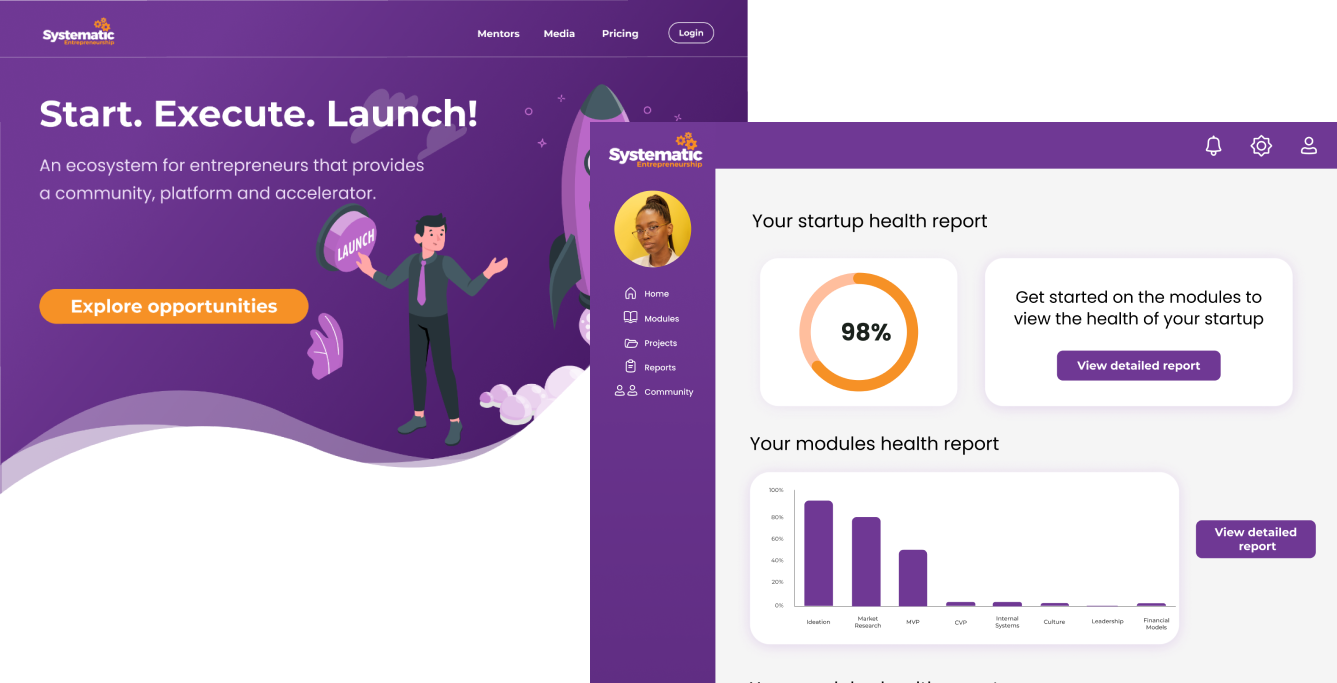 Systematic
Entrepreneurship
Mentors
Media
Pricing
Login
Start. Execute. Launch!
An ecosystem for entrepreneurs that provides
a community, platform and accelerator.
LAUNCH
Explore opportunities
Systematic
Entrepreneurship
Home
Modules
Projects
Reports
Community
Your startup health report
98%
Get started on the modules to
view the health of your startup
View detailed report
Your modules health report
100%
80%
60%
40%
20%
0%
Ideation
Market
Research
MVP
CVP
Internal
Systems
Culture
Leadership
Financial
Models
View detailed
report